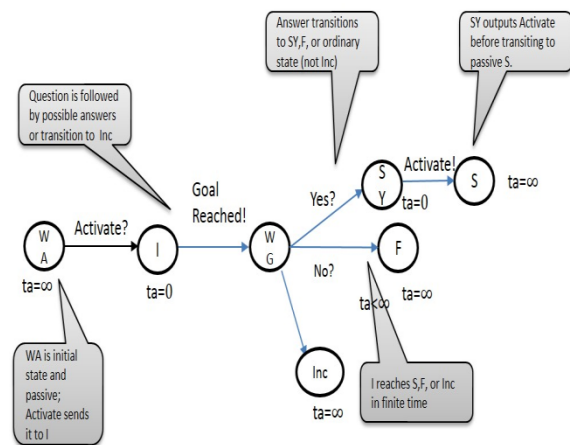 Answer transitions
to SY,F, or ordinary
state (not Inc)
SY outputs Activate
before transiting to
passive S.
Question is followed
by possible answers
or transition to Inc
Goal
Reached!
Activate?
Yes?
No?
Activate!
W
A
ta=∞
I
ta=0
W
G
S
Y
ta=0
S
ta=∞
F
ta<∞
ta=∞
Inc
ta=∞
WA is initial
state and
passive;
Activate sends
it to I
I reaches S,F, or Inc
in finite time